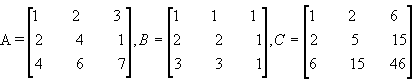 A = [1 2 3; 2 4 1; 4 6 7], B = [1 1 1; 2 2 1; 3 3 1], C = [1 2 6; 2 5 15; 6 15 46]